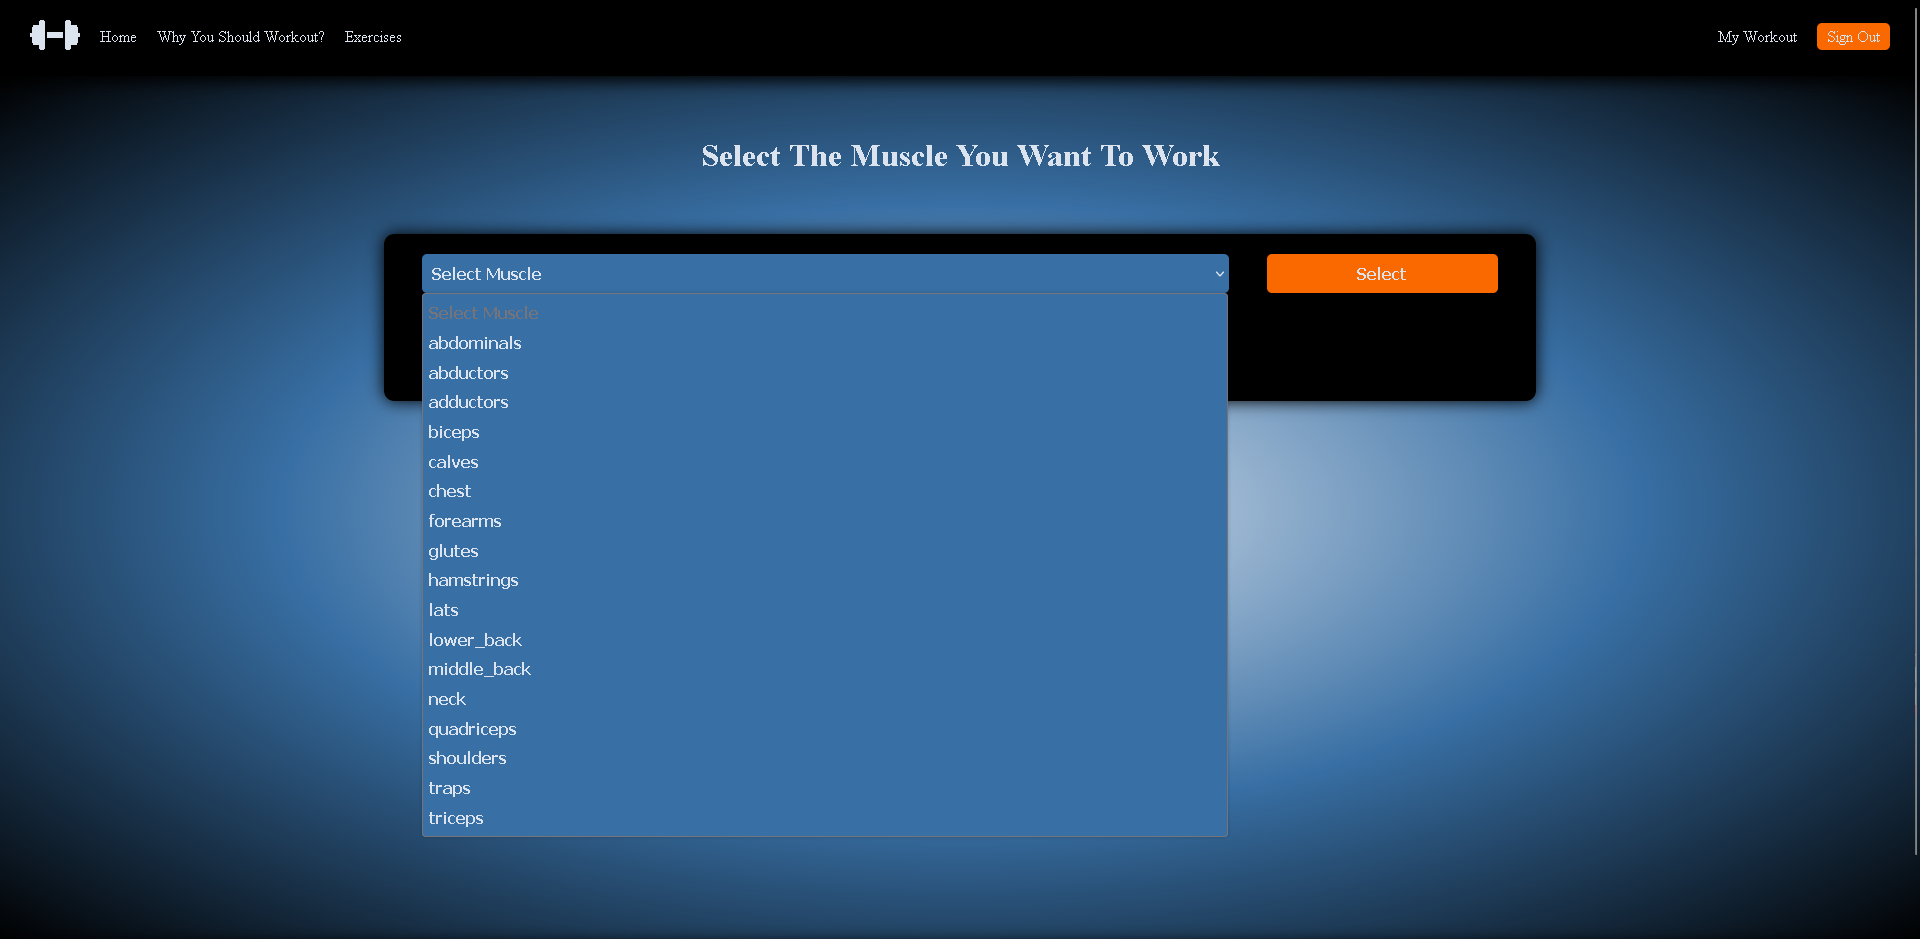 Home Why You Should Workout? Exercises My Workout Sign Out
Select The Muscle You Want To Work
Select Muscle Select
Select Muscle
abdominals
abductors
adductors
biceps
calves
chest
forearms
glutes
hamstrings
lats
lower_back
middle_back
neck
quadriceps
shoulders
traps
triceps